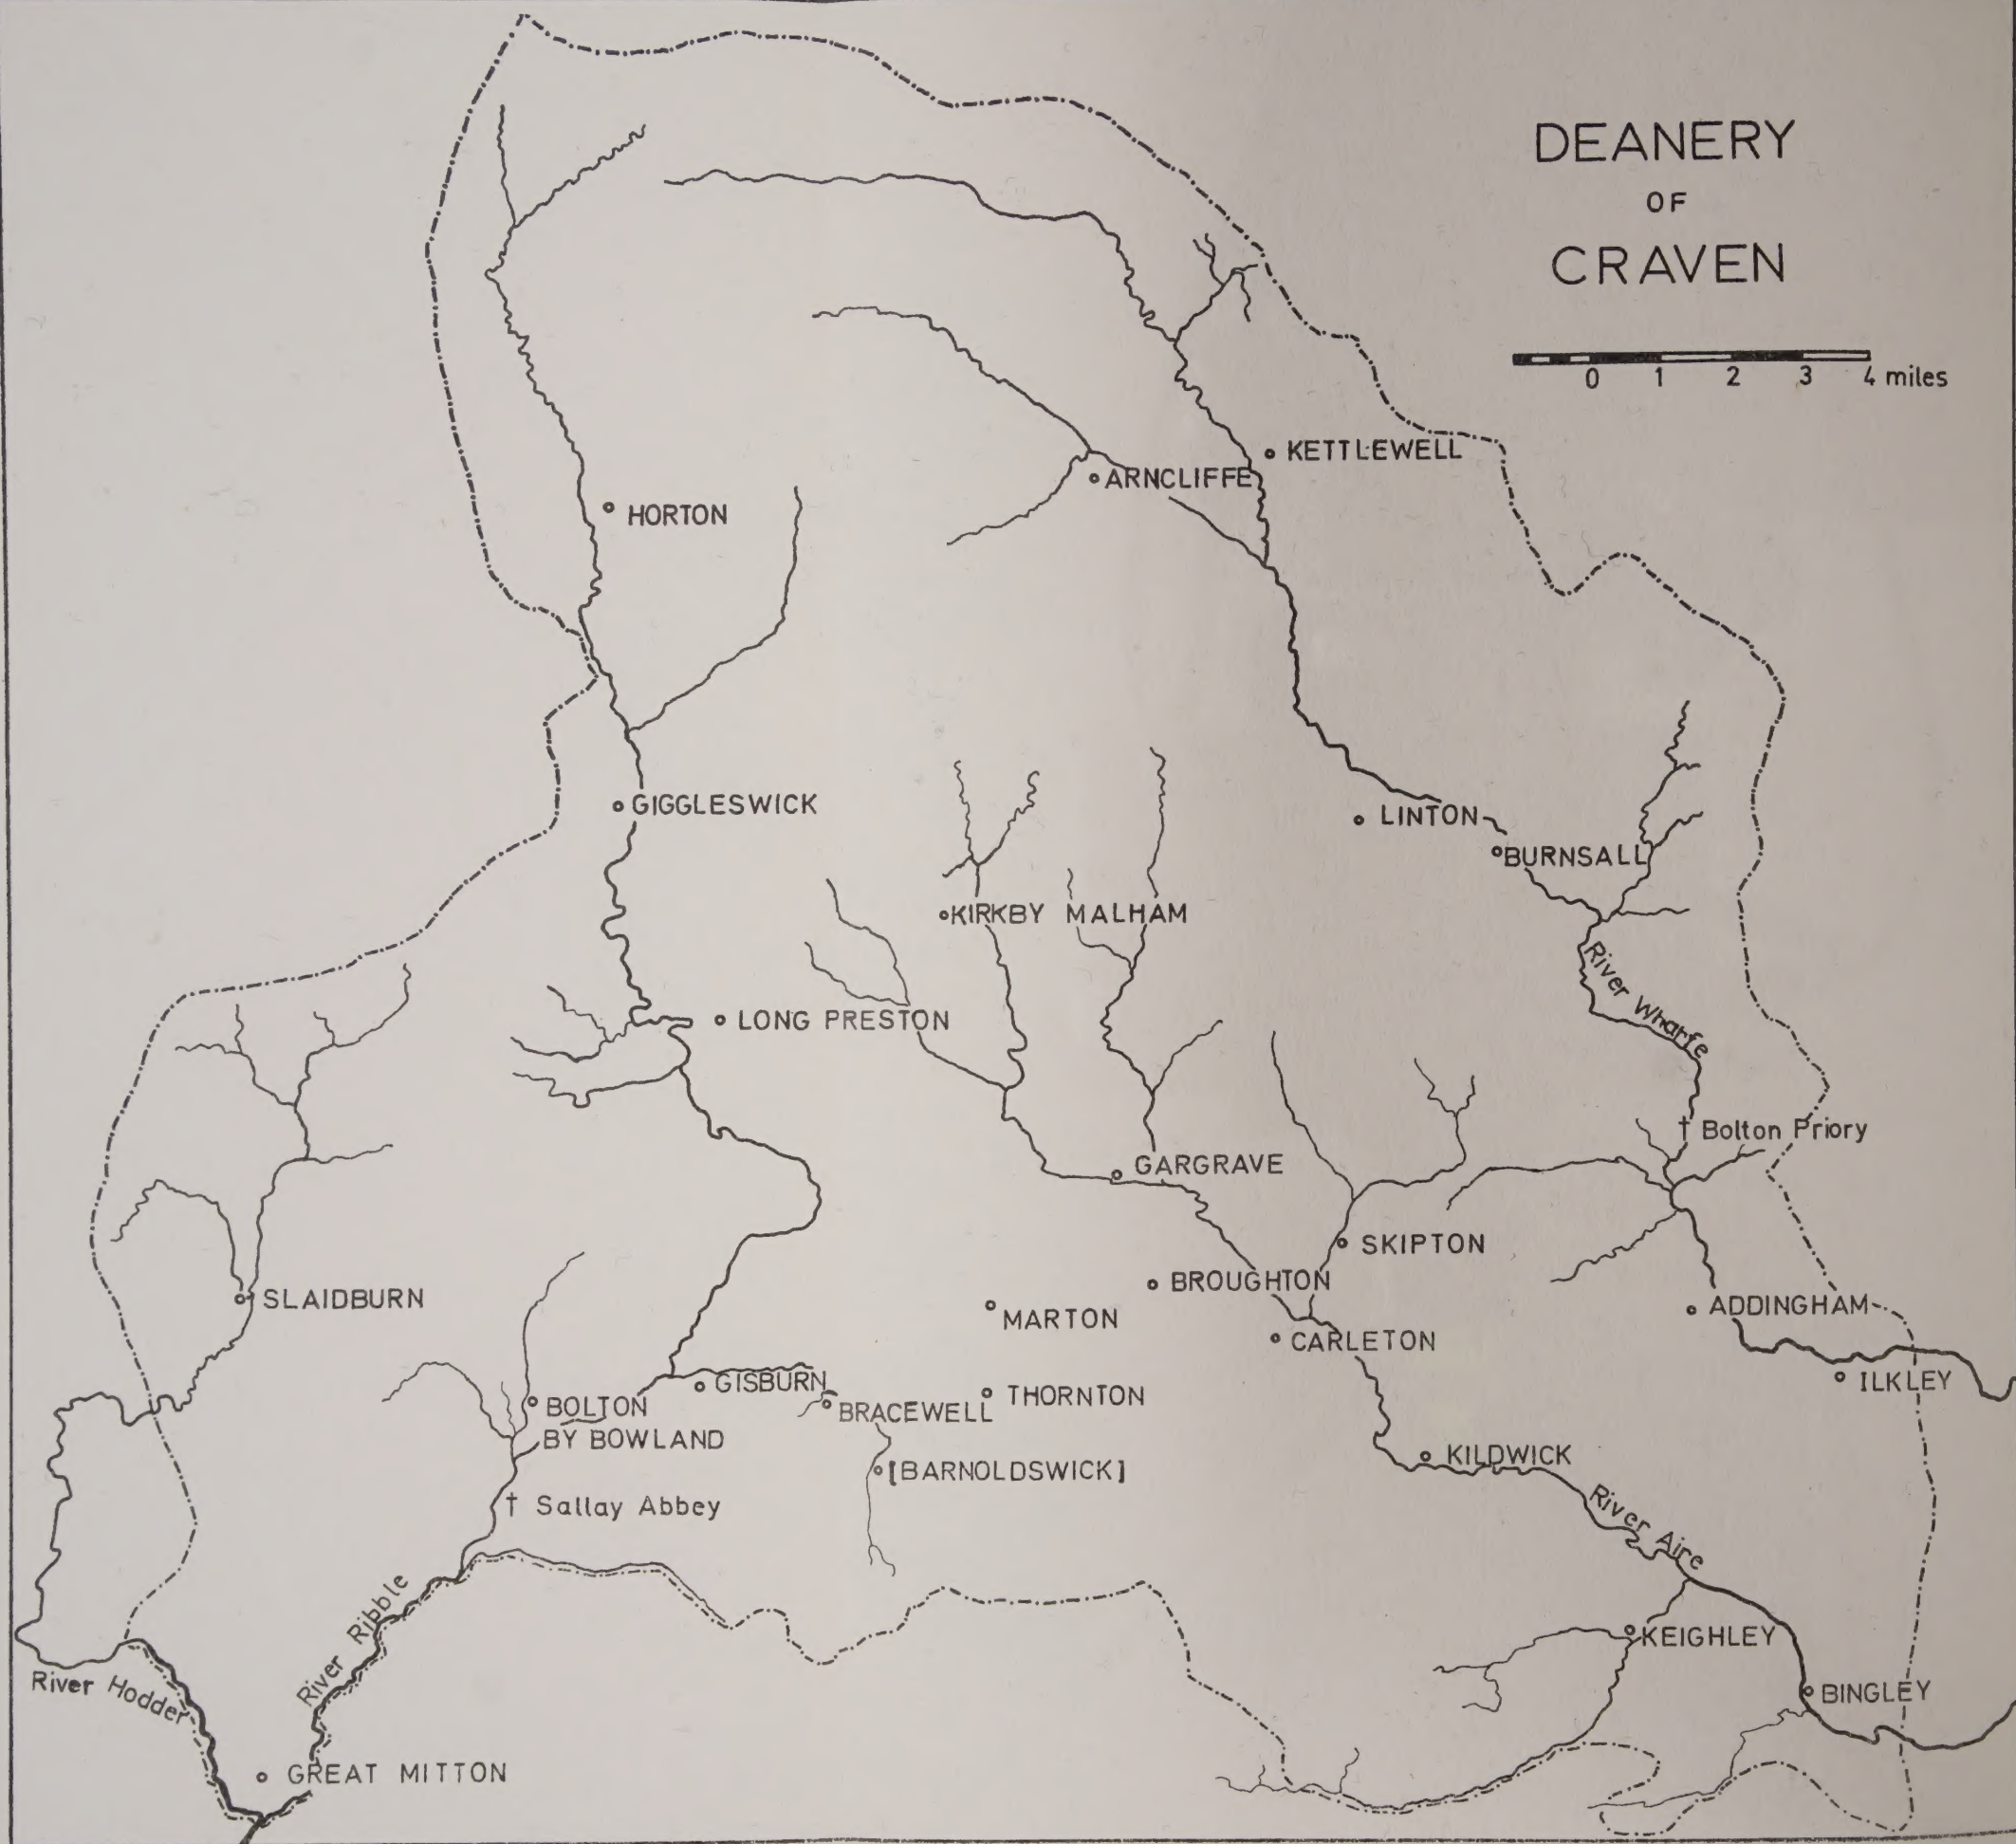 DEANERY
OF
CRAVEN
0 1 2 3 4 miles
KETTLEWELL
ARNCLIFFE
HORTON
GIGGLESWICK
LINTON
BURNSALL
KIRKBY MALHAM
River Wharfe
LONG PRESTON
Bolton Priory
GARGRAVE
SKIPTON
BROUGHTON
SLAIDBURN
MARTON
ADDINGHAM
CARLETON
GISBURN
ILKLEY
THORNTON
BOLTON
BY BOWLAND
BRACEWELL
KILDWICK
[BARNOLDSWICK]
Sallay Abbey
River Aire
River Ribble
KEIGHLEY
River Hodder
BINGLEY
GREAT MITTON